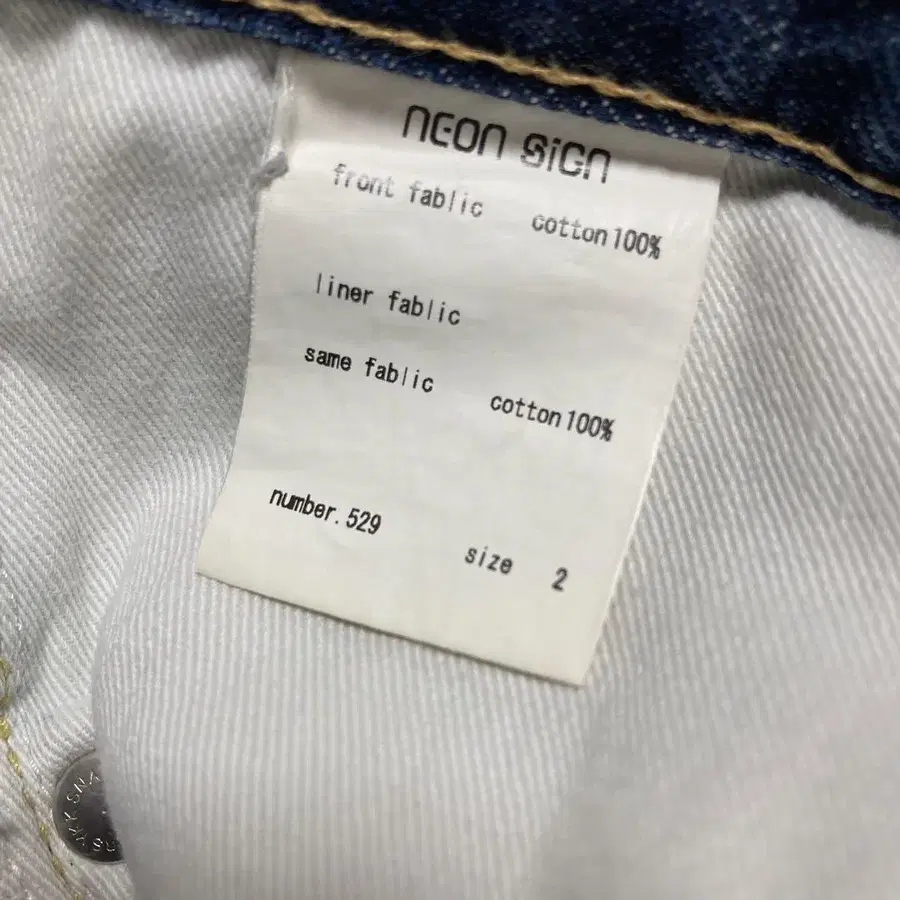 NEON SiGN
front fablic cotton100%
liner fablic
same fablic cotton100%
number.529
size 2